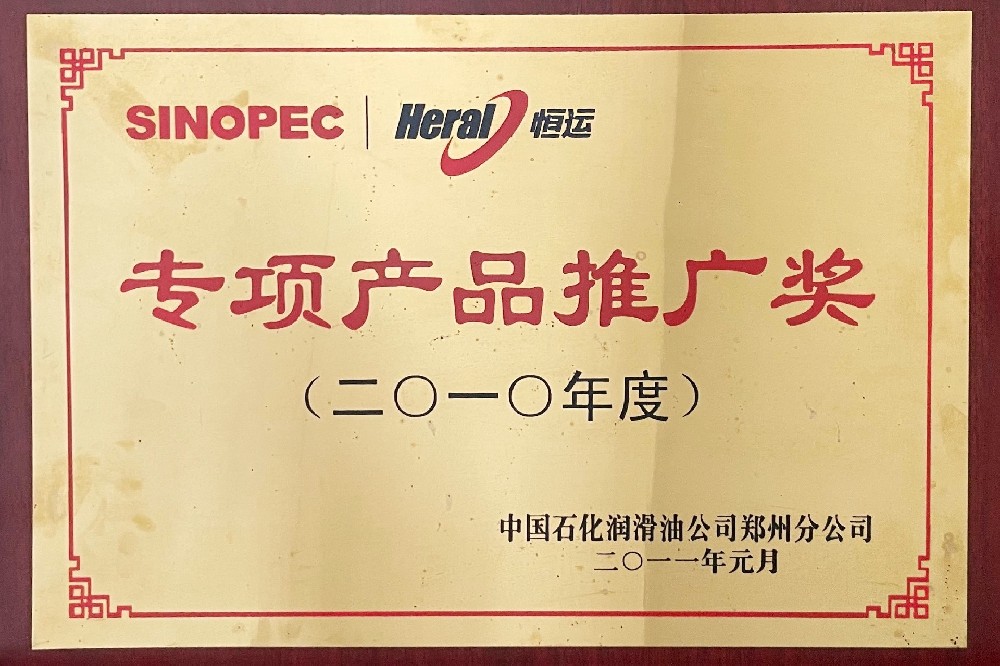 SINOPEC Heral 恒运
专项产品推广奖
（二〇一〇年度）
中国石化润滑油公司郑州分公司
二〇一一年元月